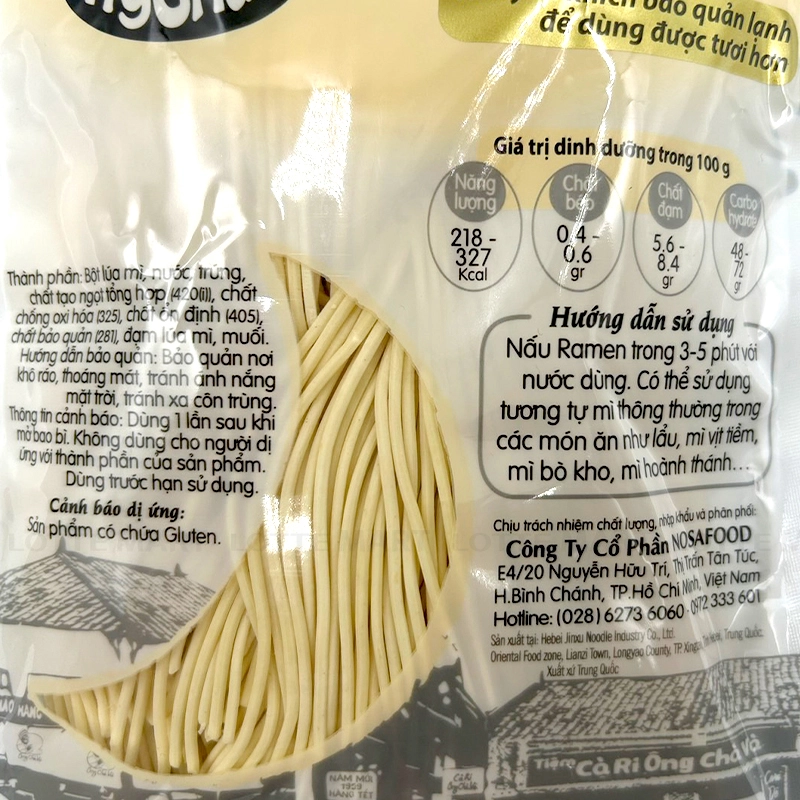 bảo quản lạnh
để dùng được tươi hơn
Giá trị dinh dưỡng trong 100 g
Năng lượng
218 - 327 Kcal
Chất béo
0.4 - 0.6 gr
Chất đạm
5.6 - 8.4 gr
Carbo hydrate
48- 72 gr
Thành phần: Bột lúa mì, nước, trứng,
chất tạo ngọt tổng hợp (420(i)), chất
chống oxi hóa (325), chất ổn định (405),
chất bảo quản (281), đạm lúa mì, muối.
Hướng dẫn bảo quản: Bảo quản nơi
khô ráo, thoáng mát, tránh ánh nắng
mặt trời, tránh xa côn trùng.
Thông tin cảnh báo: Dùng 1 lần sau khi
mở bao bì. Không dùng cho người dị
ứng với thành phần của sản phẩm.
Dùng trước hạn sử dụng.
Cảnh báo dị ứng:
Sản phẩm có chứa Gluten.
Hướng dẫn sử dụng
Nấu Ramen trong 3-5 phút với
nước dùng. Có thể sử dụng
tương tự mì thông thường trong
các món ăn như lẩu, mì vịt tiềm,
mì bò kho, mì hoành thánh...
Chịu trách nhiệm chất lượng, nhập khẩu và phân phối:
Công Ty Cổ Phần NOSAFOOD
E4/20 Nguyễn Hữu Trí, Thị Trấn Tân Túc,
H.Bình Chánh, TP.Hồ Chí Minh, Việt Nam
Hotline: (028) 6273 6060 - 0972 333 601
Sản xuất tại: Hebei Jinxu Noodle Industry Co., Ltd.
Oriental Food zone, Lianzi Town, Longyao County, TP. Xingtai, Trung Quốc.
Xuất xứ Trung Quốc
Tiệm Cà Ri Ông Chà Và
NĂM MỚI
1959
HÀNG TẾT